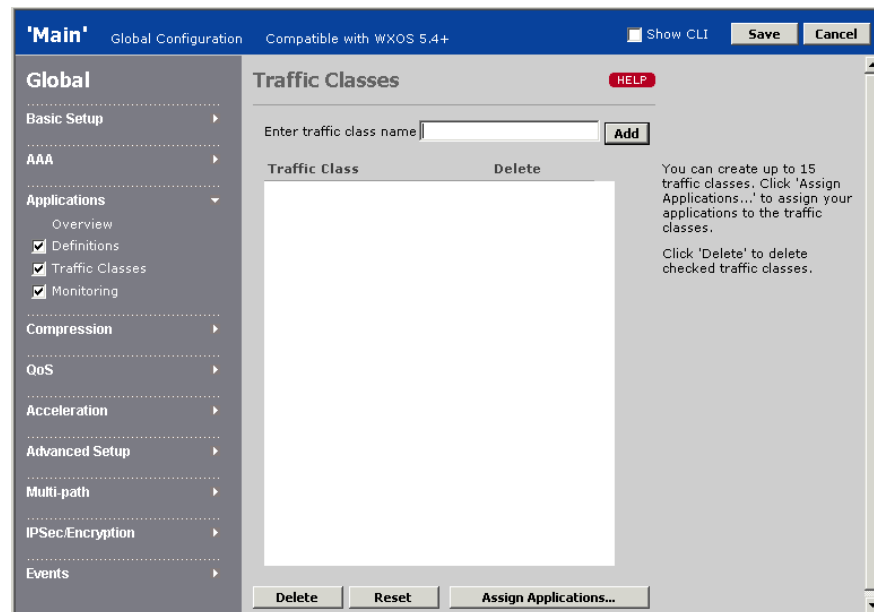 'Main' Global Configuration Compatible with WXOS 5.4+ Show CLI Save Cancel
Global
Basic Setup
AAA
Applications
Overview
Definitions
Traffic Classes
Monitoring
Compression
QoS
Acceleration
Advanced Setup
Multi-path
IPSec/Encryption
Events
Traffic Classes HELP
Enter traffic class name Add
Traffic Class Delete
You can create up to 15
traffic classes. Click 'Assign
Applications...' to assign your
applications to the traffic
classes.
Click 'Delete' to delete
checked traffic classes.
Delete Reset Assign Applications...